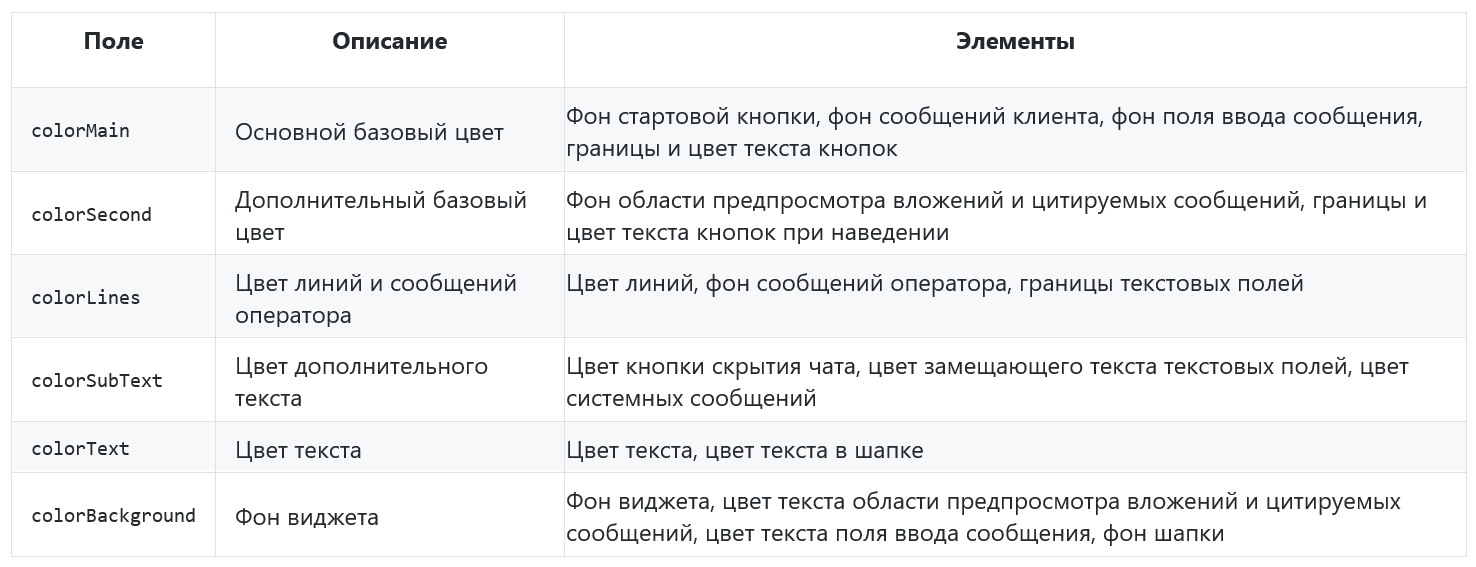 Поле Описание Элементы
colorMain Основной базовый цвет Фон стартовой кнопки, фон сообщений клиента, фон поля ввода сообщения,
границы и цвет текста кнопок
colorSecond Дополнительный базовый
цвет
Фон области предпросмотра вложений и цитируемых сообщений, границы и
цвет текста кнопок при наведении
colorLines Цвет линий и сообщений
оператора
Цвет линий, фон сообщений оператора, границы текстовых полей
colorSubText Цвет дополнительного
текста
Цвет кнопки скрытия чата, цвет замещающего текста текстовых полей, цвет
системных сообщений
colorText Цвет текста Цвет текста, цвет текста в шапке
colorBackground Фон виджета Фон виджета, цвет текста области предпросмотра вложений и цитируемых
сообщений, цвет текста поля ввода сообщения, фон шапки